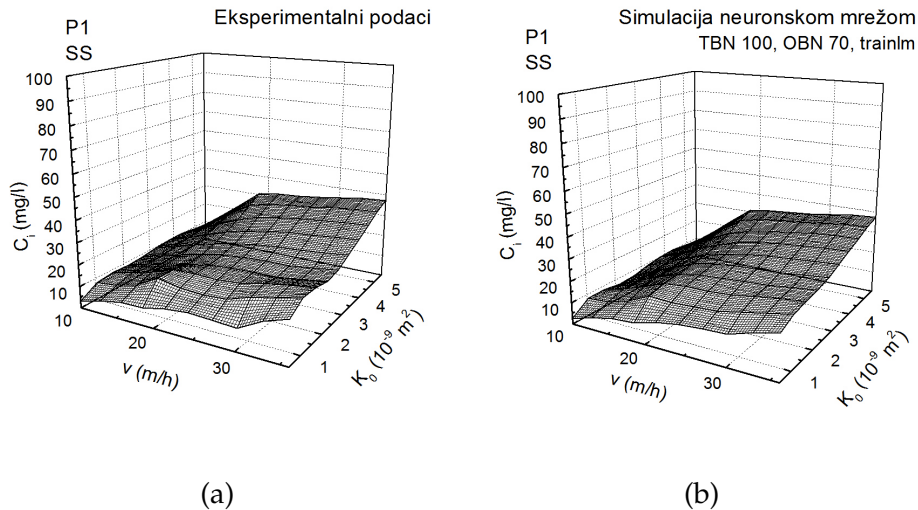 P1
SS
Eksperimentalni podaci
100
90
80
70
60
50
40
30
20
10
C_i (mg/l)
10
20
30
v (m/h)
1
2
3
4
5
K_0 (10^-9 m^2)
(a)
P1
SS
Simulacija neuronskom mrežom
TBN 100, OBN 70, trainlm
100
90
80
70
60
50
40
30
20
10
C_i (mg/l)
10
20
30
v (m/h)
1
2
3
4
5
K_0 (10^-9 m^2)
(b)